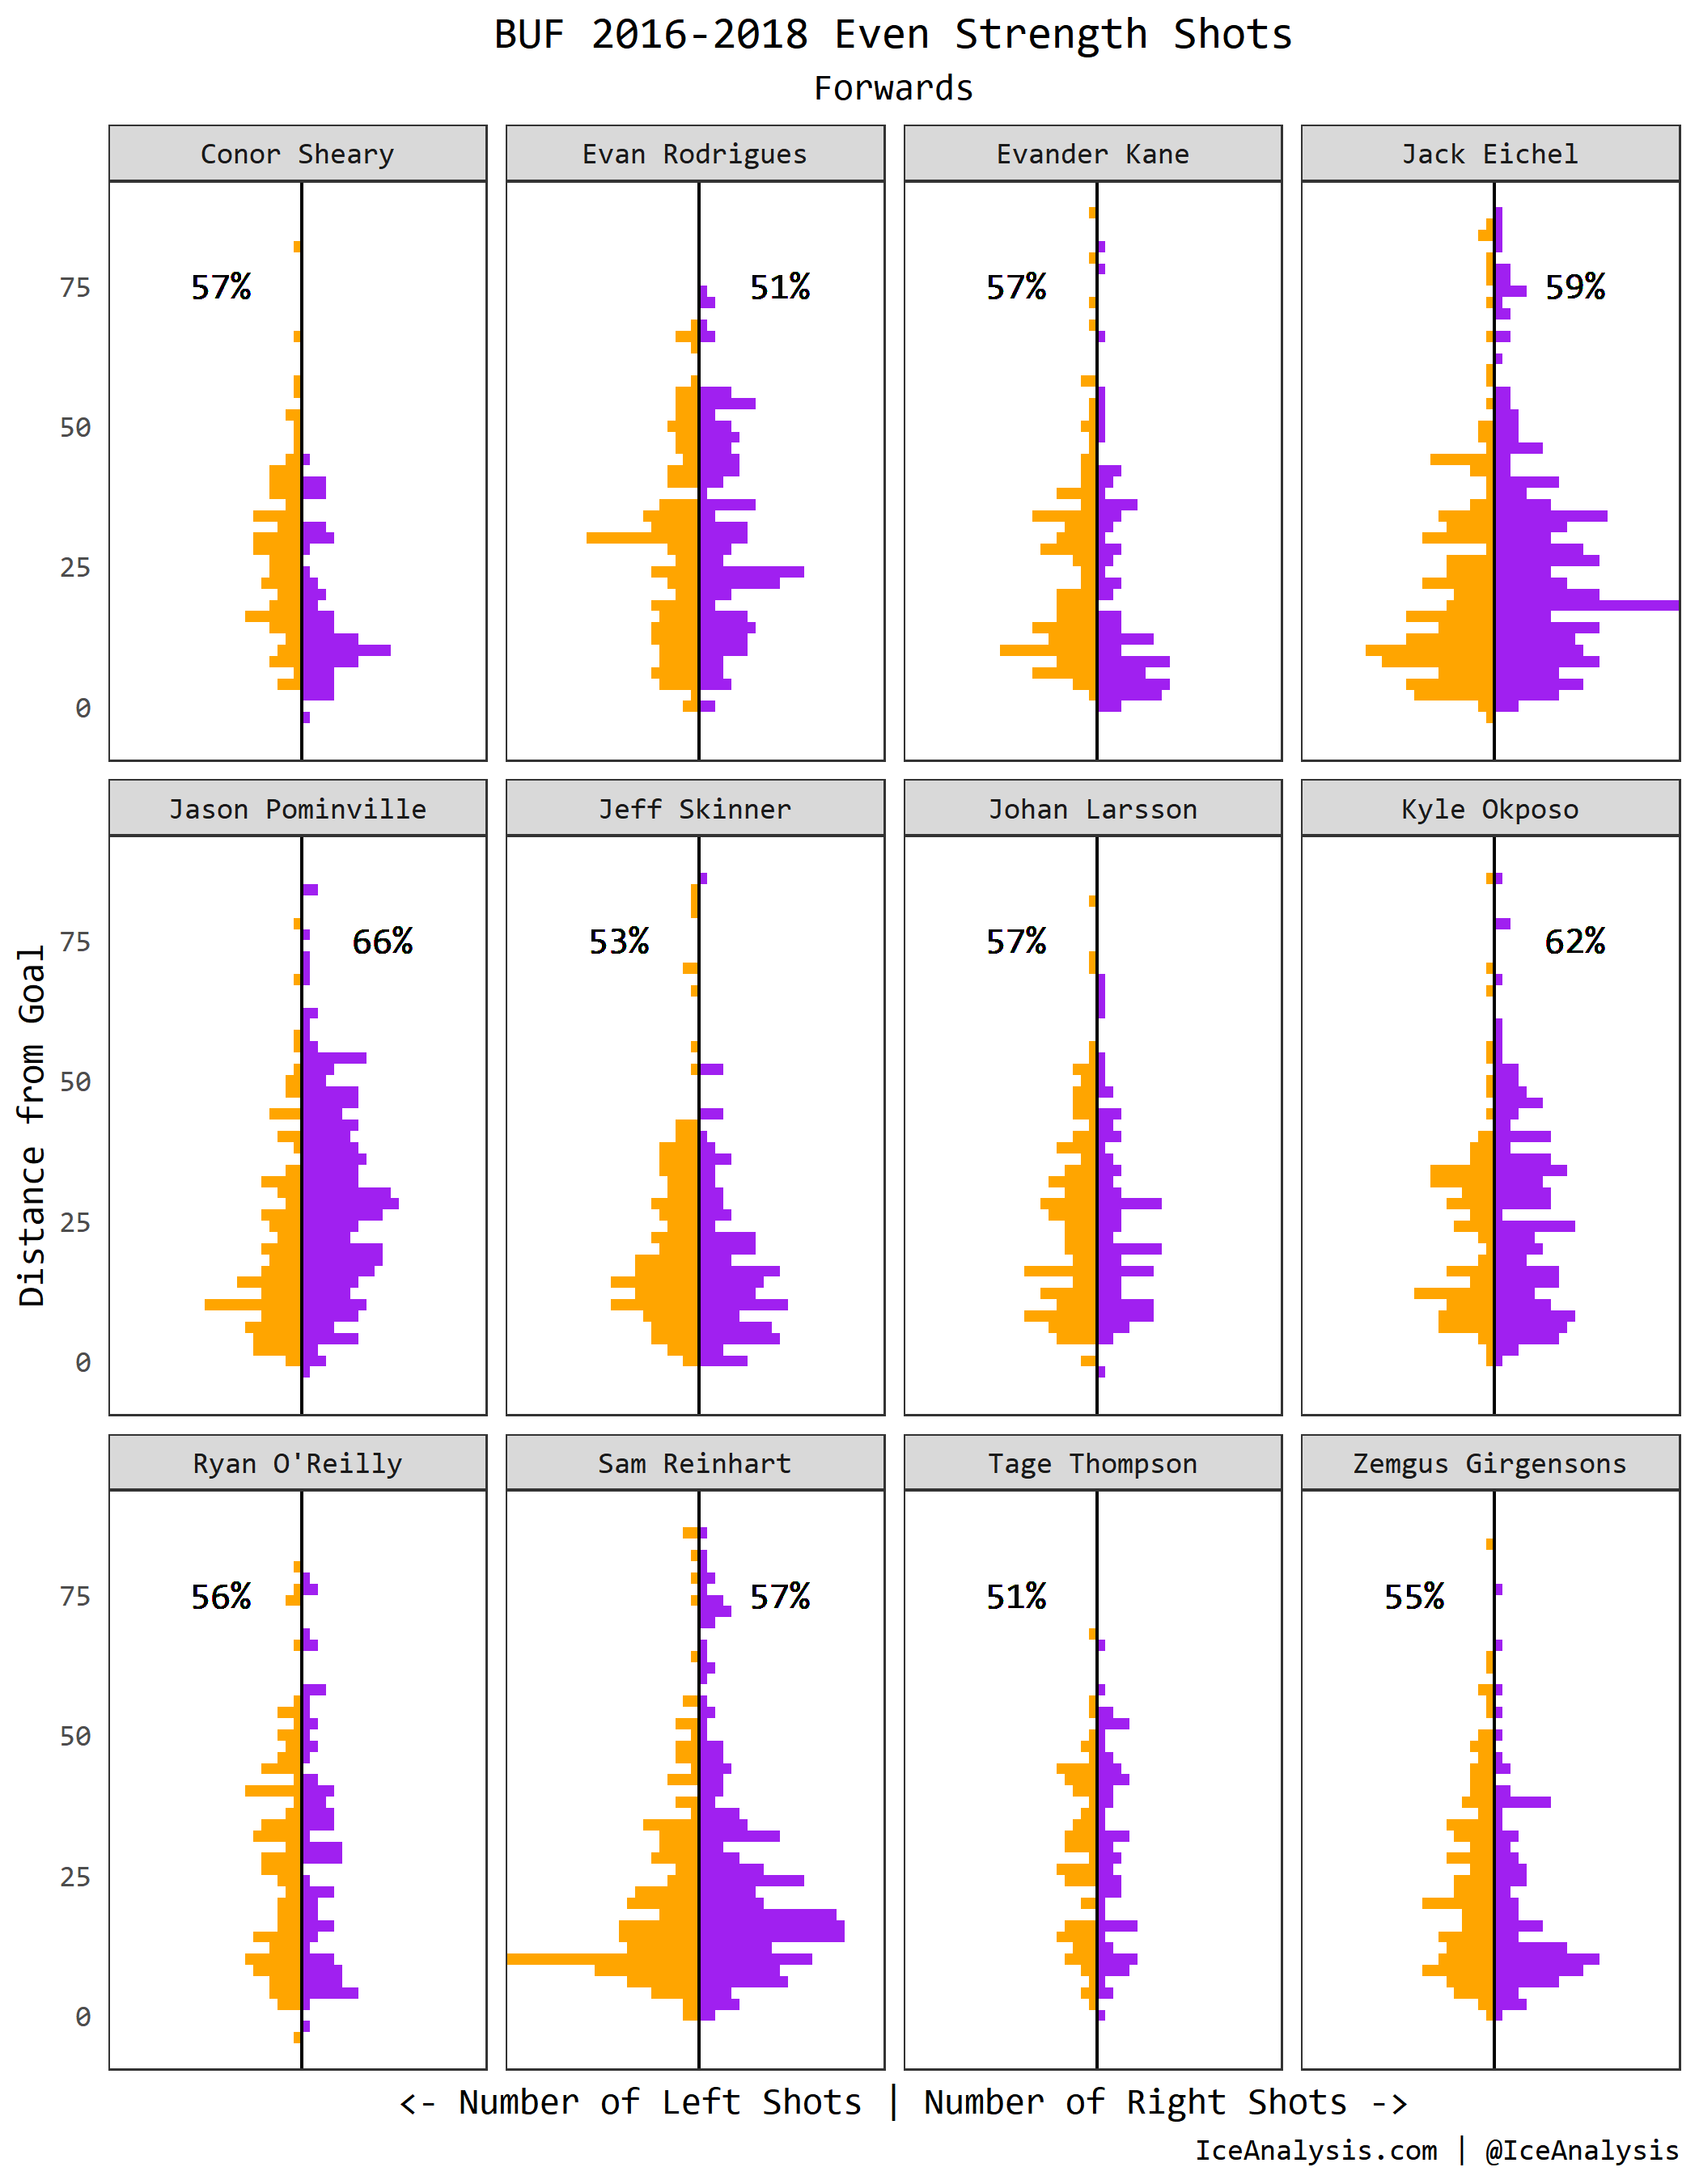 BUF 2016-2018 Even Strength Shots
Forwards
Conor Sheary
Evan Rodrigues
Evander Kane
Jack Eichel
75
50
25
0
57%
51%
57%
59%
Jason Pominville
Jeff Skinner
Johan Larsson
Kyle Okposo
75
50
25
0
66%
53%
57%
62%
Distance from Goal
Ryan O'Reilly
Sam Reinhart
Tage Thompson
Zemgus Girgensons
75
50
25
0
56%
57%
51%
55%
<- Number of Left Shots | Number of Right Shots ->
IceAnalysis.com | @IceAnalysis